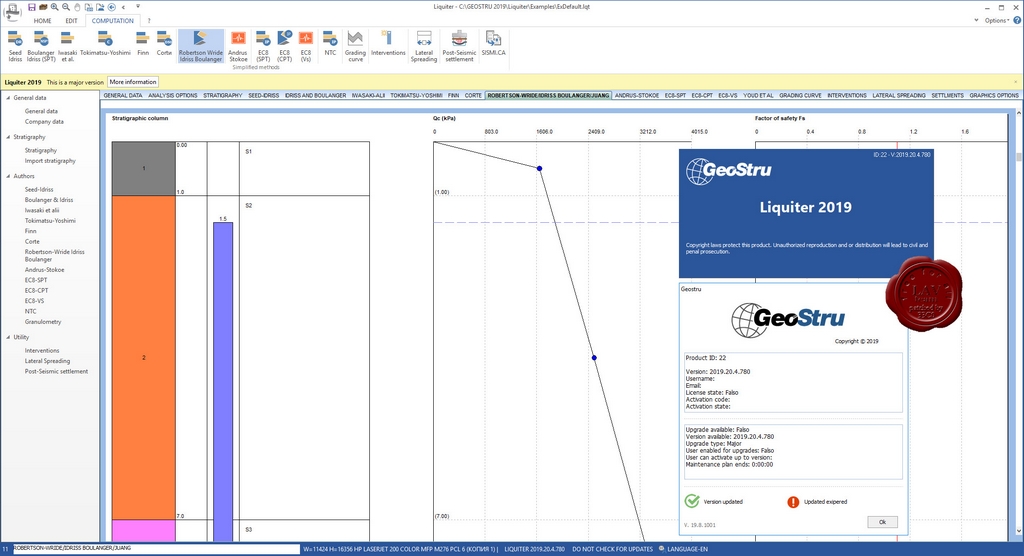 Liquiter - C:\GEOSTRU 2019\Liquiter\Examples\ExDefault.lqt
HOME EDIT COMPUTATION ? Options
Seed Idriss
Boulanger Idriss (SPT)
Iwasaki et al
Tokimatsu-Yoshimi
Finn
Corte
Robertson Wride Idriss Boulanger
Andrus Stokoe
EC8 (SPT)
EC8 (CPT)
EC8 (Vs)
NTC
Grading curve
Interventions
Lateral Spreading
Post-Seismic settlement
SISMI.CA
Simplified methods
Liquiter 2019 This is a major version More information
General data
General data
Company data
Stratigraphy
Stratigraphy
Import stratigraphy
Authors
Seed-Idriss
Boulanger & Idriss
Iwasaki et alii
Tokimatsu-Yoshimi
Finn
Corte
Robertson-Wride Idriss
Boulanger
Andrus-Stokoe
EC8-SPT
EC8-CPT
EC8-VS
NTC
Granulometry
Utility
Interventions
Lateral Spreading
Post-Seismic settlement
GENERAL DATA ANALYSIS OPTIONS STRATIGRAPHY SEED-IDRISS IDRISS AND BOULANGER IWASAKI-ALII TOKIMATSU-YOSHIMI FINN CORTE ROBERTSON-WRIDE/IDRISS BOULANGER/JUANG ANDRUS-STOKOE EC8-SPT EC8-CPT EC8-VS YOUD ET AL GRADING CURVE INTERVENTIONS LATERAL SPREADING SETTLMENTS GRAPHICS OPTIONS
Stratigraphic column Qc (kPa) Factor of safety Fs
0 803.0 1606.0 2409.0 3212.0 4015.0 0 0.4 0.8 1.2 1.6
0.00
S1
1
1.0
(1.00)
S2
1.5
2
7.0
(7.00)
S3
ID:22 - V:2019.20.4.780
GeoStru
Liquiter 2019
Copyright laws protect this product. Unauthorized reproduction and or distribution will lead to civil and
penal prosecution.
Geostru
GeoStru
Copyright © 2019
Product ID: 22
Version: 2019.20.4.780
Username:
Email:
License state: Falso
Activation code:
Activation state:
Upgrade available: Falso
Version available: 2019.20.4.780
Upgrade type: Major
User enabled for upgrades: Falso
User can activate up to version:
Maintenance plan ends: 0:00:00
Version updated
Updated expered
V. 19.8.1001
Ok
LAV
11 ROBERTSON-WRIDE/IDRISS BOULANGER/JUANG W=11424 H=16356 HP LASERJET 200 COLOR MFP M276 PCL 6 (КОПИЯ 1) | LIQUITER 2019.20.4.780 DO NOT CHECK FOR UPDATES LANGUAGE-EN